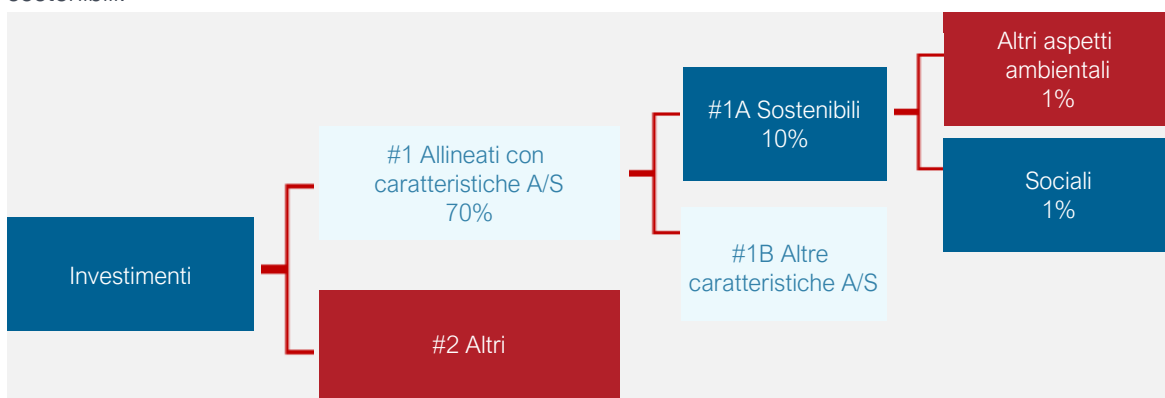 Altri aspetti
ambientali
1%
#1A Sostenibili
10%
#1 Allineati con
caratteristiche A/S
70%
Sociali
1%
#1B Altre
caratteristiche A/S
Investimenti
#2 Altri